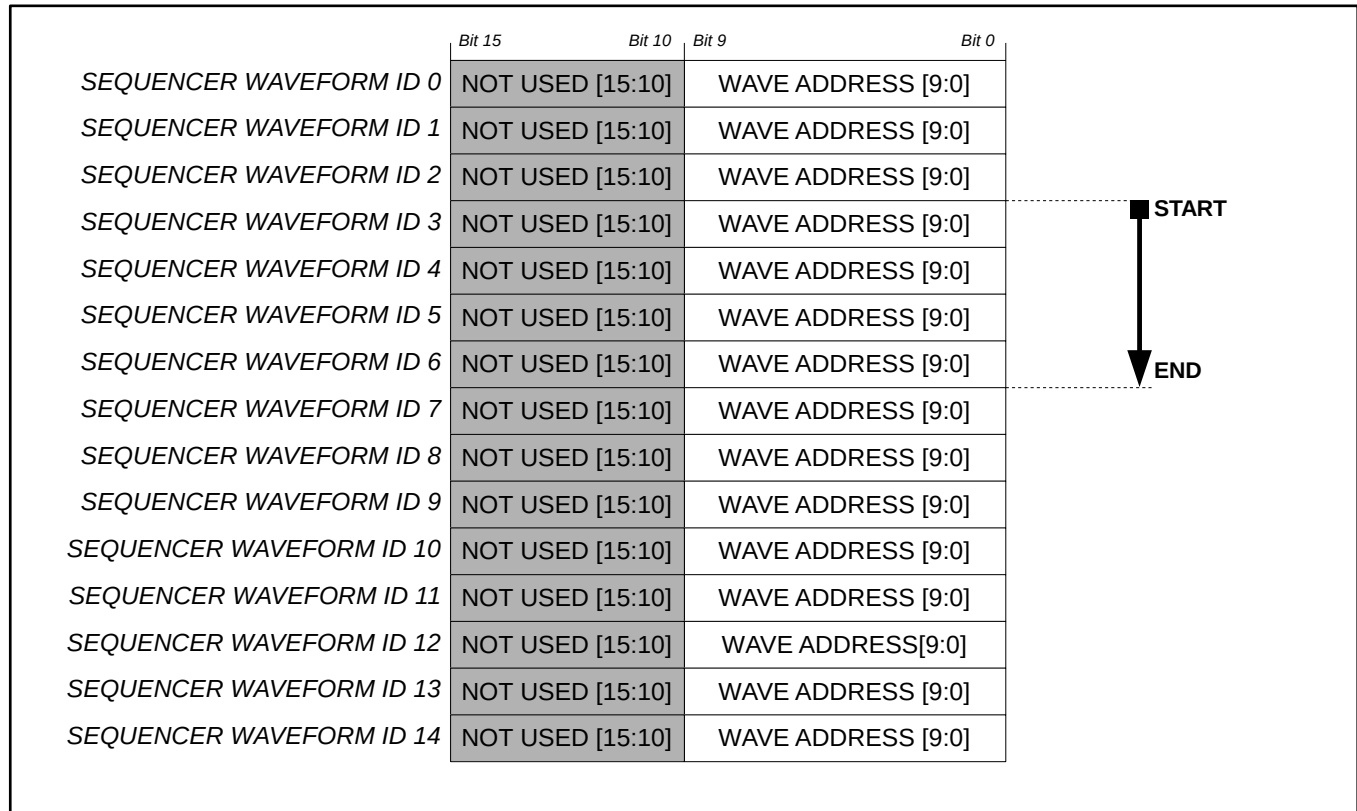 Bit 15 Bit 10 Bit 9 Bit 0
SEQUENCER WAVEFORM ID 0 NOT USED [15:10] WAVE ADDRESS [9:0]
SEQUENCER WAVEFORM ID 1 NOT USED [15:10] WAVE ADDRESS [9:0]
SEQUENCER WAVEFORM ID 2 NOT USED [15:10] WAVE ADDRESS [9:0]
SEQUENCER WAVEFORM ID 3 NOT USED [15:10] WAVE ADDRESS [9:0] START
SEQUENCER WAVEFORM ID 4 NOT USED [15:10] WAVE ADDRESS [9:0]
SEQUENCER WAVEFORM ID 5 NOT USED [15:10] WAVE ADDRESS [9:0]
SEQUENCER WAVEFORM ID 6 NOT USED [15:10] WAVE ADDRESS [9:0] END
SEQUENCER WAVEFORM ID 7 NOT USED [15:10] WAVE ADDRESS [9:0]
SEQUENCER WAVEFORM ID 8 NOT USED [15:10] WAVE ADDRESS [9:0]
SEQUENCER WAVEFORM ID 9 NOT USED [15:10] WAVE ADDRESS [9:0]
SEQUENCER WAVEFORM ID 10 NOT USED [15:10] WAVE ADDRESS [9:0]
SEQUENCER WAVEFORM ID 11 NOT USED [15:10] WAVE ADDRESS [9:0]
SEQUENCER WAVEFORM ID 12 NOT USED [15:10] WAVE ADDRESS[9:0]
SEQUENCER WAVEFORM ID 13 NOT USED [15:10] WAVE ADDRESS [9:0]
SEQUENCER WAVEFORM ID 14 NOT USED [15:10] WAVE ADDRESS [9:0]